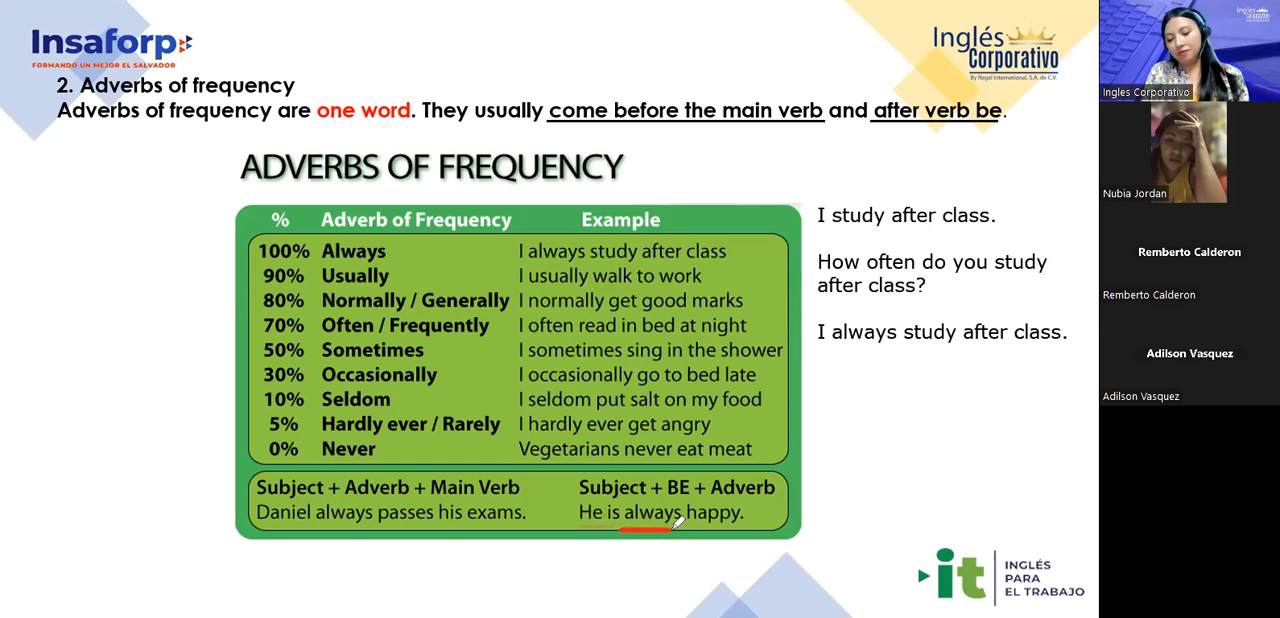 Insaforp
FORMANDO UN MEJOR EL SALVADOR
Inglés
Corporativo
By Regal International, S.A. de C.V.
2. Adverbs of frequency
Adverbs of frequency are one word. They usually come before the main verb and after verb be.
ADVERBS OF FREQUENCY
% Adverb of Frequency Example
100% Always I always study after class
90% Usually I usually walk to work
80% Normally / Generally I normally get good marks
70% Often / Frequently I often read in bed at night
50% Sometimes I sometimes sing in the shower
30% Occasionally I occasionally go to bed late
10% Seldom I seldom put salt on my food
5% Hardly ever / Rarely I hardly ever get angry
0% Never Vegetarians never eat meat
Subject + Adverb + Main Verb Subject + BE + Adverb
Daniel always passes his exams. He is always happy.
I study after class.
How often do you study
after class?
I always study after class.
it
INGLÉS
PARA
EL TRABAJO
Inglés
Corporativo
Ingles Corporativo
Nubia Jordan
Remberto Calderon
Remberto Calderon
Adilson Vasquez
Adilson Vasquez